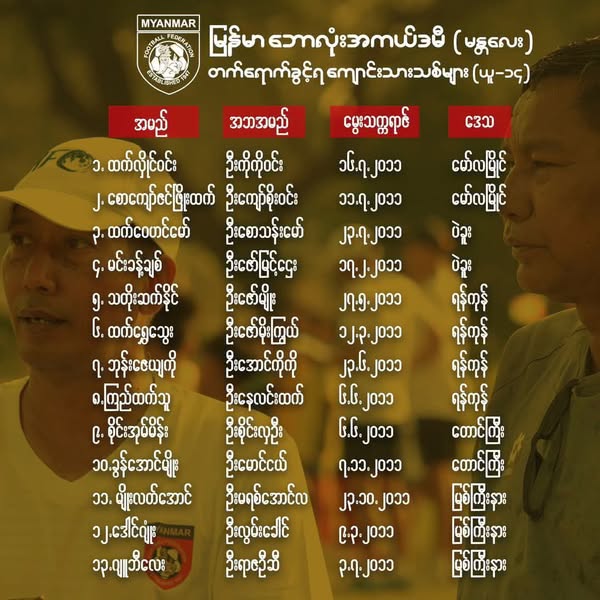 MYANMAR
FOOTBALL FEDERATION
ESTABLISHED 1947
မြန်မာ ဘောလုံးအကယ်ဒမီ (မန္တလေး)
တက်ရောက်ခွင့်ရ ကျောင်းသားသစ်များ (ယူ-၁၄)
အမည် အဘအမည် မွေးသက္ကရာဇ် ဒေသ
၁. ထက်လှိုင်ဝင်း ဦးကိုကိုဝင်း ၁၆.၇.၂၀၁၁ မော်လမြိုင်
၂. စောကျော်ဇင်ဖြိုးထက် ဦးကျော်စိုးဝင်း ၁၁.၇.၂၀၁၁ မော်လမြိုင်
၃. ထက်ဝေဟင်မော် ဦးစောသန်းမော် ၂၃.၇.၂၀၁၁ ပဲခူး
၄. မင်းခန့်ချစ် ဦးဇော်မြင့်ဌေး ၁၇.၂.၂၀၁၁ ပဲခူး
၅. သတိုးဆက်နိုင် ဦးဇော်မျိုး ၂၇.၅.၂၀၁၁ ရန်ကုန်
၆. ထက်ရွှေသွေး ဦးဇော်မိုးကြွယ် ၁၂.၃.၂၀၁၁ ရန်ကုန်
၇. ဘုန်းဇေယျကို ဦးအောင်ကိုကို ၂၃.၆.၂၀၁၁ ရန်ကုန်
၈.ကြည်ထက်သူ ဦးနေလင်းထက် ၆.၆.၂၀၁၁ ရန်ကုန်
၉. စိုင်းအုမ်မိန်း ဦးစိုင်းလှဦး ၆.၆.၂၀၁၁ တောင်ကြီး
၁၀.ခွန်အောင်မျိုး ဦးမောင်ငယ် ၇.၁၁.၂၀၁၁ တောင်ကြီး
၁၁. မျိုးလတ်အောင် ဦးမရစ်အောင်လ ၂၃.၁၀.၂၀၁၁ မြစ်ကြီးနား
၁၂.ဒေါင်ဂျုံး ဦးလွမ်းခေါင် ၉.၃.၂၀၁၁ မြစ်ကြီးနား
၁၃.ဂျူဘီလေး ဦးရာဇဦဆီ ၃.၇.၂၀၁၁ မြစ်ကြီးနား
MYANMAR